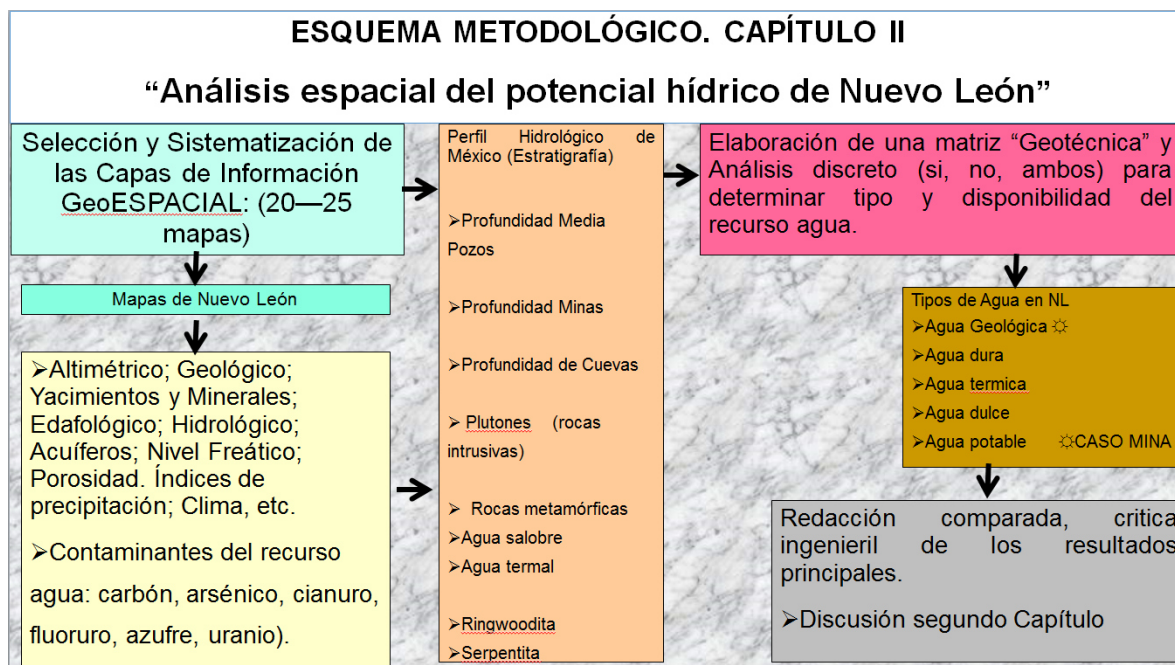 ESQUEMA METODOLÓGICO. CAPÍTULO II
“Análisis espacial del potencial hídrico de Nuevo León”
Selección y Sistematización de
las Capas de Información
GeoESPACIAL: (20—25
mapas)
Mapas de Nuevo León
➢Altimétrico; Geológico;
Yacimientos y Minerales;
Edafológico; Hidrológico;
Acuíferos; Nivel Freático;
Porosidad. Índices de
precipitación; Clima, etc.
➢Contaminantes del recurso
agua: carbón, arsénico, cianuro,
fluoruro, azufre, uranio).
Perfil Hidrológico de
México (Estratigrafía)
➢Profundidad Media
Pozos
➢Profundidad Minas
➢Profundidad de Cuevas
➢ Plutones (rocas
intrusivas)
➢ Rocas metamórficas
➢Agua salobre
➢Agua termal
➢Ringwoodita
➢Serpentita
Elaboración de una matriz “Geotécnica” y
Análisis discreto (si, no, ambos) para
determinar tipo y disponibilidad del
recurso agua.
Tipos de Agua en NL
➢Agua Geológica ☼
➢Agua dura
➢Agua termica
➢Agua dulce
➢Agua potable ☼CASO MINA
Redacción comparada, critica
ingenieril de los resultados
principales.
➢Discusión segundo Capítulo